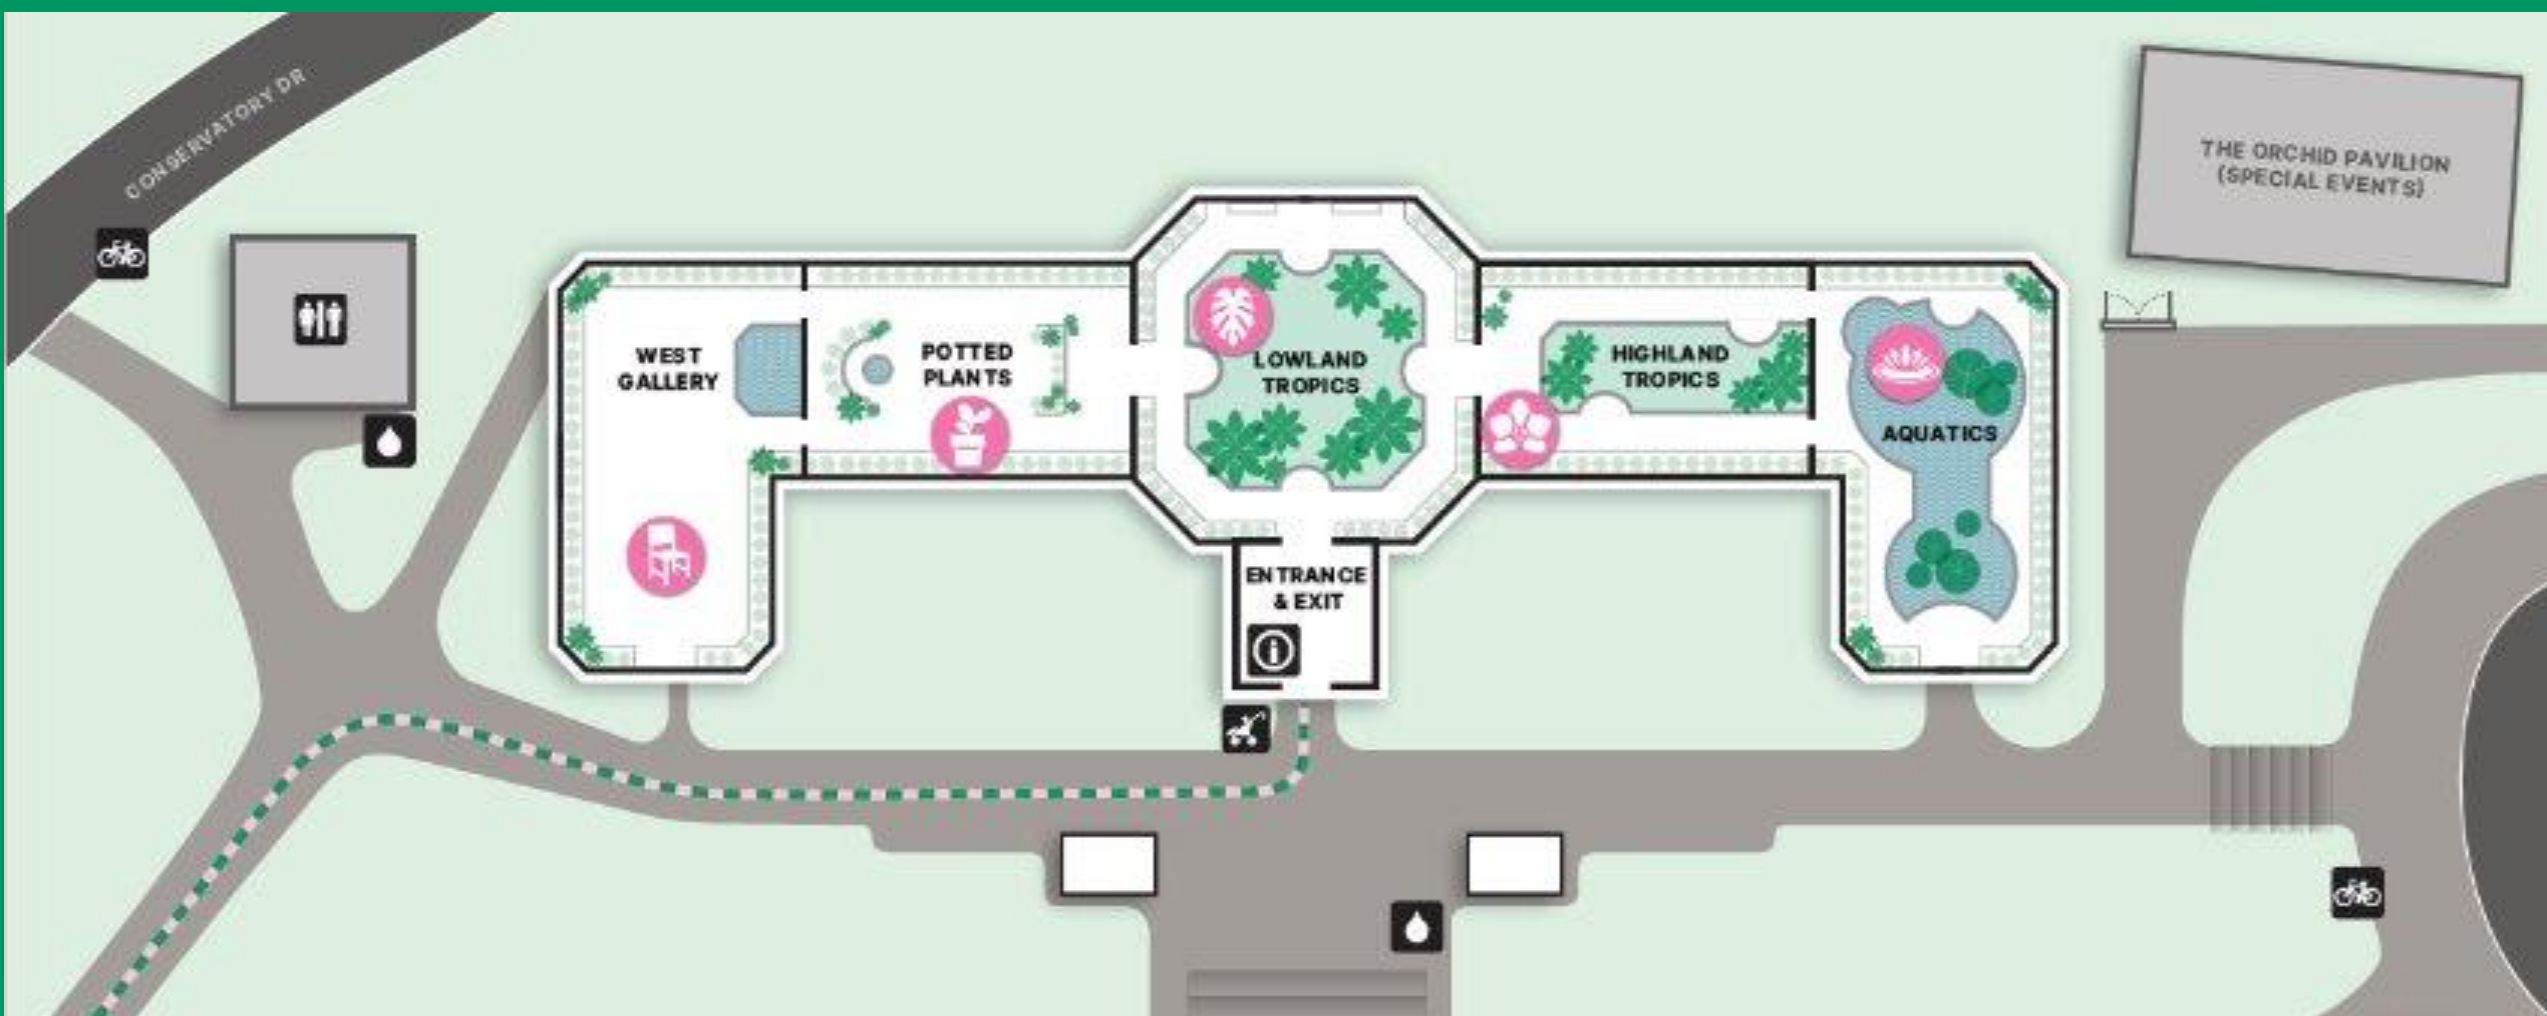 CONSERVATORY DR
THE ORCHID PAVILION
(SPECIAL EVENTS)
WEST
GALLERY
POTTED
PLANTS
LOWLAND
TROPICS
HIGHLAND
TROPICS
AQUATICS
ENTRANCE
& EXIT